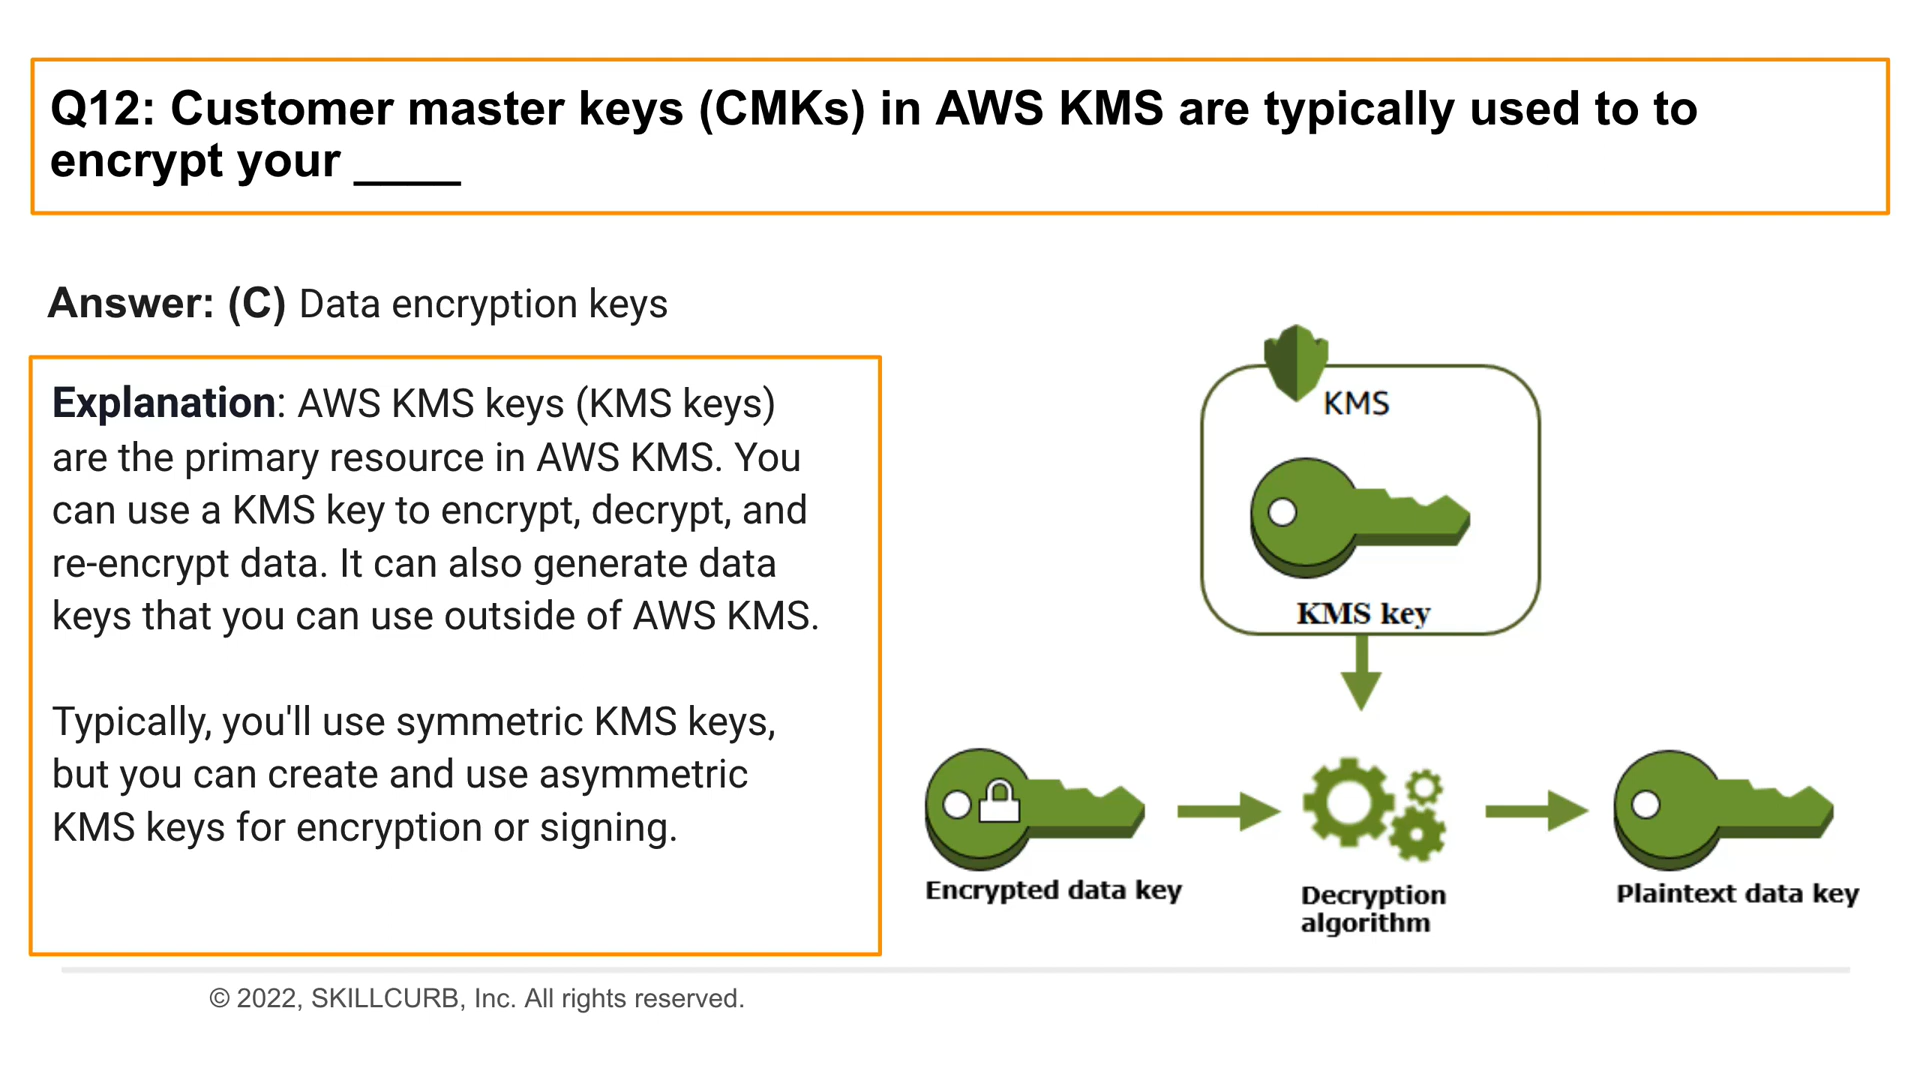 Q12: Customer master keys (CMKs) in AWS KMS are typically used to to
encrypt your ____
Answer: (C) Data encryption keys
Explanation: AWS KMS keys (KMS keys)
are the primary resource in AWS KMS. You
can use a KMS key to encrypt, decrypt, and
re-encrypt data. It can also generate data
keys that you can use outside of AWS KMS.
Typically, you'll use symmetric KMS keys,
but you can create and use asymmetric
KMS keys for encryption or signing.
KMS
KMS key
Encrypted data key
Decryption
algorithm
Plaintext data key
© 2022, SKILLCURB, Inc. All rights reserved.